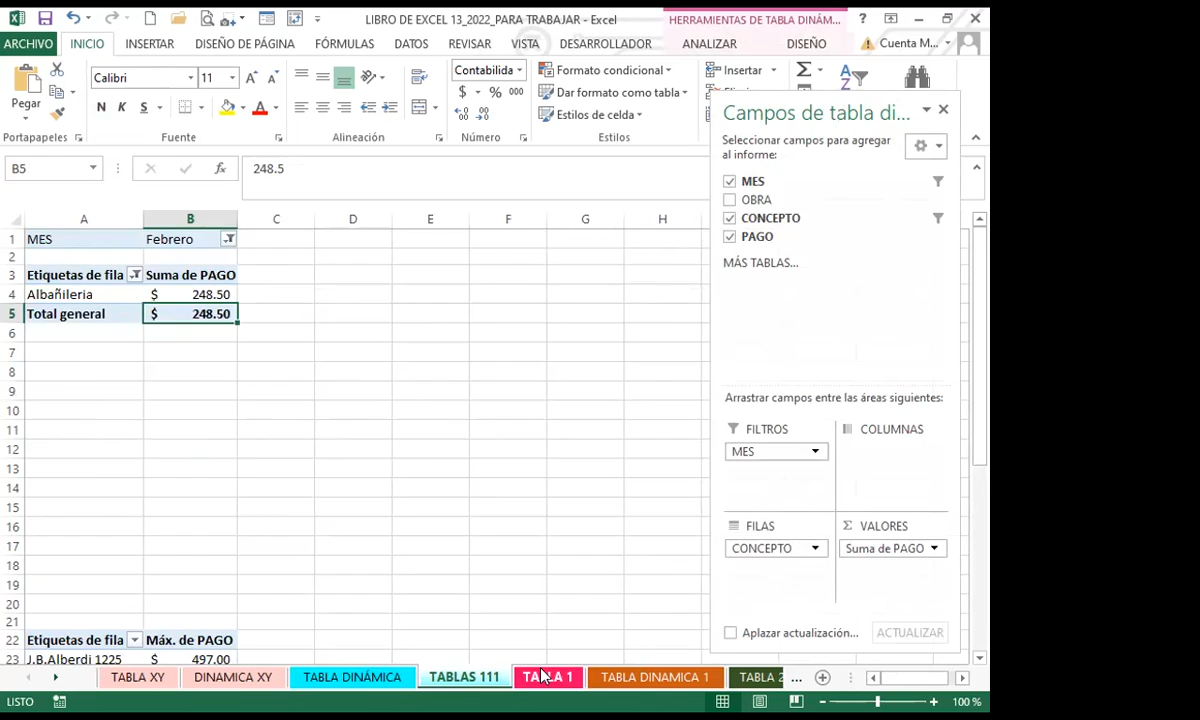 LIBRO DE EXCEL 13_2022_PARA TRABAJAR - Excel
HERRAMIENTAS DE TABLA DINÁM...
ARCHIVO INICIO INSERTAR DISEÑO DE PÁGINA FÓRMULAS DATOS REVISAR VISTA DESARROLLADOR ANALIZAR DISEÑO Cuenta M...
Calibri 11 Contabilida Formato condicional Insertar
Pegar N K S $ % 000 Dar formato como tabla
Estilos de celda
Portapapeles Fuente Alineación Número Estilos
Campos de tabla di...
Seleccionar campos para agregar
al informe:
B5 fx 248.5
MES
OBRA
CONCEPTO
PAGO
MÁS TABLAS...
A B C D E F G H
1 MES Febrero
2
3 Etiquetas de fila Suma de PAGO
4 Albañileria $ 248.50
5 Total general $ 248.50
6
7
8
9
10
11
12
13
14
15
16
17
18
19
20
21
22 Etiquetas de fila Máx. de PAGO
23 J.B.Alberdi 1225 $ 497.00
Arrastrar campos entre las áreas siguientes:
FILTROS COLUMNAS
MES
FILAS Σ VALORES
CONCEPTO Suma de PAGO
Aplazar actualización... ACTUALIZAR
TABLA XY DINAMICA XY TABLA DINÁMICA TABLAS 111 TABLA 1 TABLA DINAMICA 1 TABLA 2 ...
LISTO 100 %